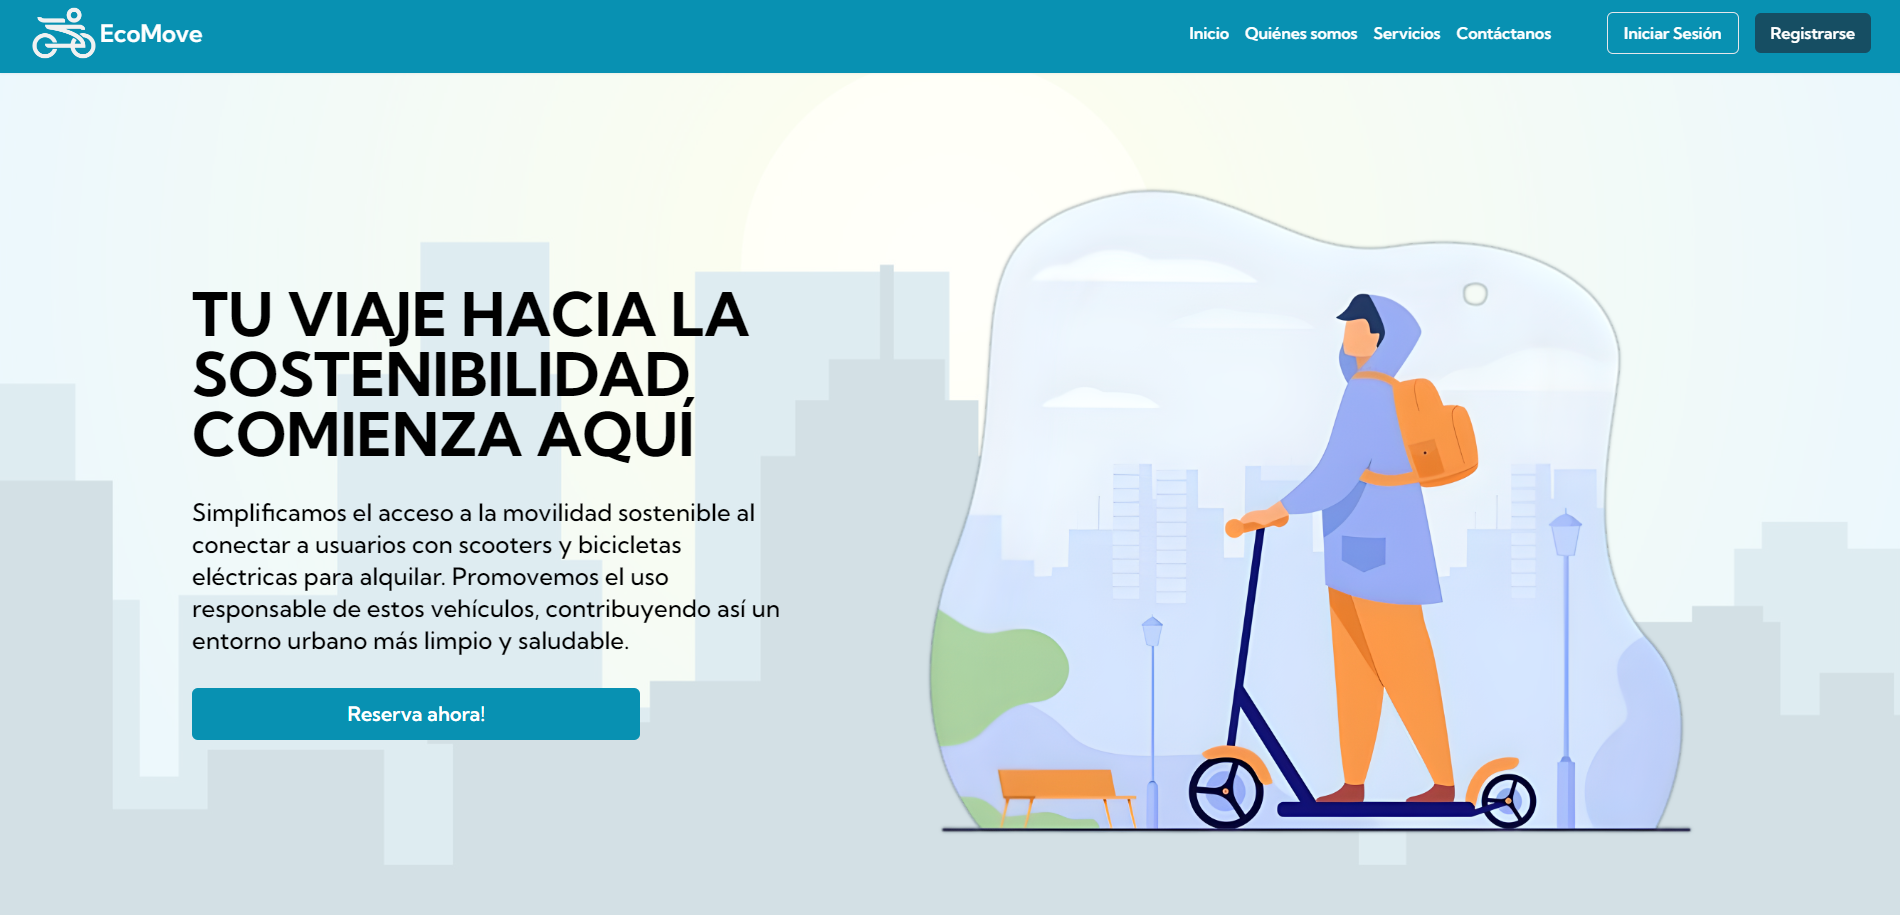 EcoMove
Inicio Quiénes somos Servicios Contáctanos Iniciar Sesión Registrarse
TU VIAJE HACIA LA
SOSTENIBILIDAD
COMIENZA AQUÍ
Simplificamos el acceso a la movilidad sostenible al
conectar a usuarios con scooters y bicicletas
eléctricas para alquilar. Promovemos el uso
responsable de estos vehículos, contribuyendo así un
entorno urbano más limpio y saludable.
Reserva ahora!